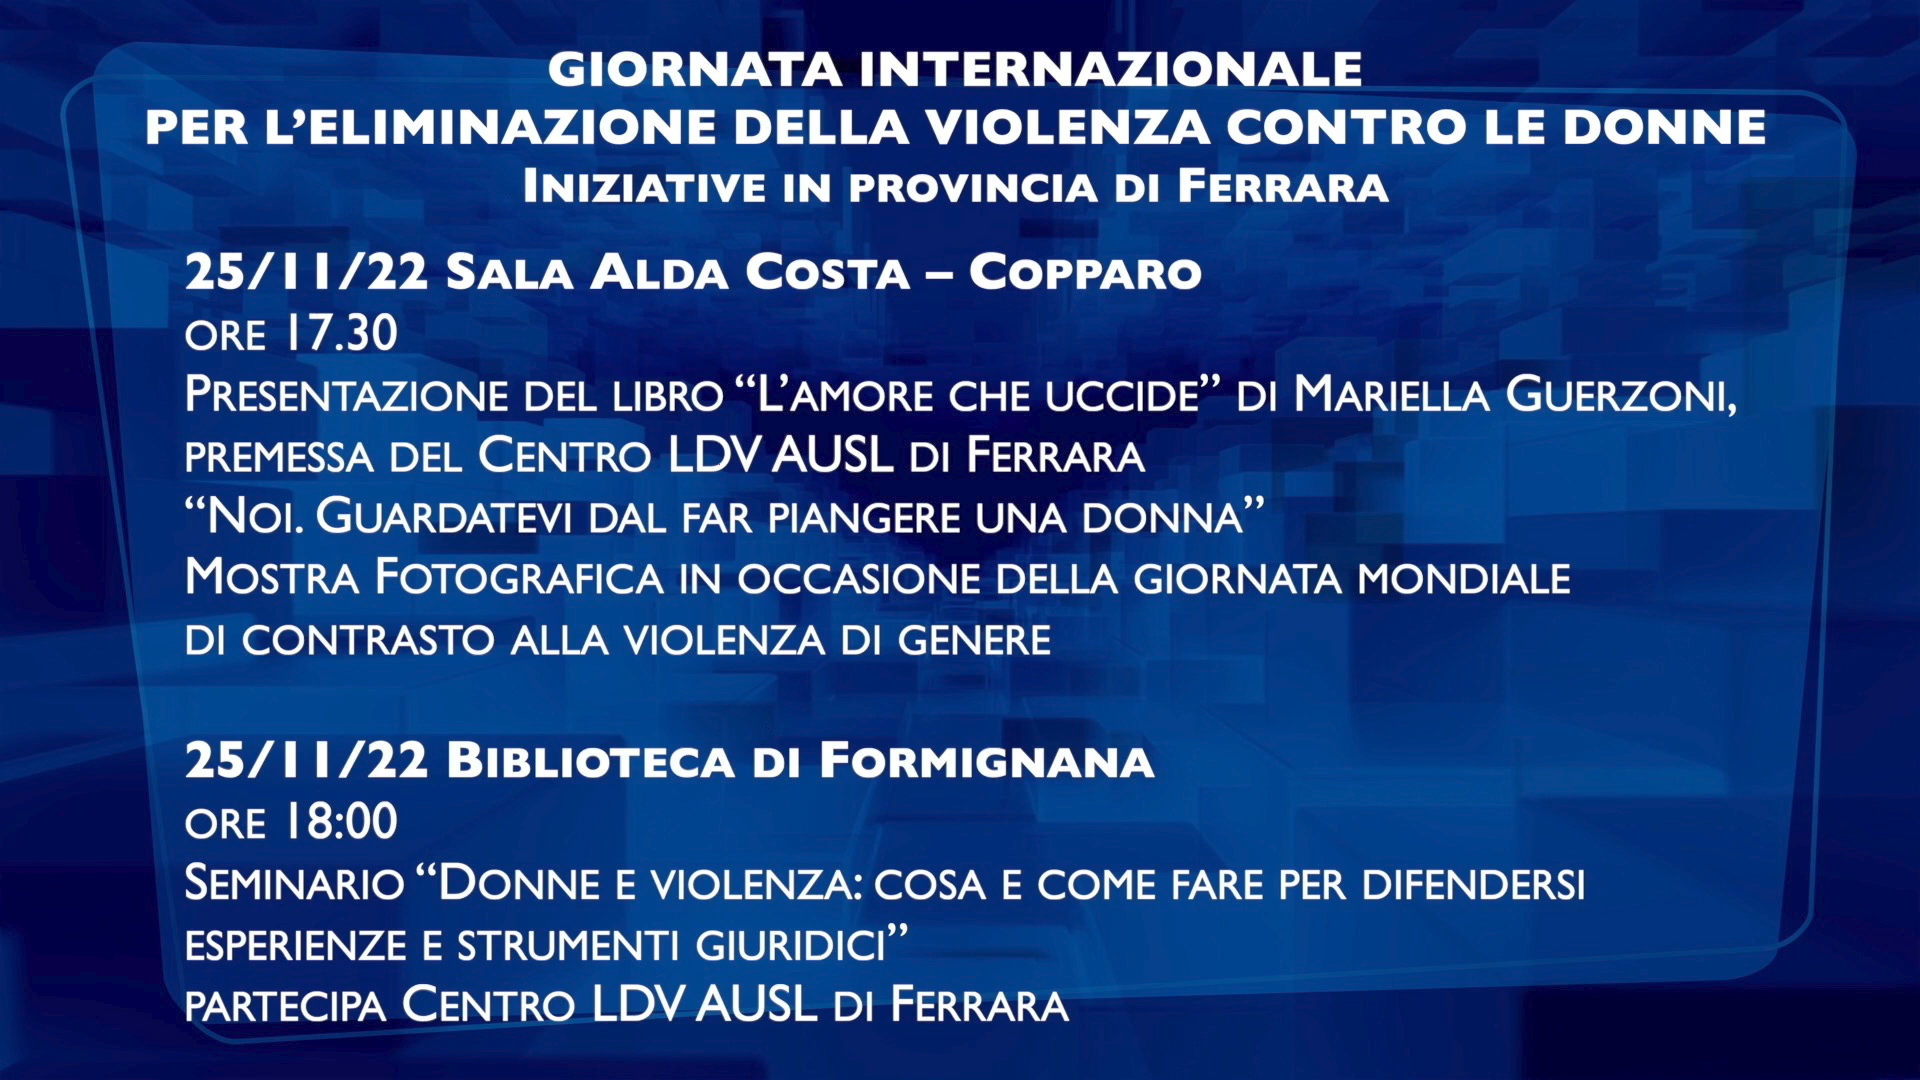 GIORNATA INTERNAZIONALE
PER L’ELIMINAZIONE DELLA VIOLENZA CONTRO LE DONNE
Iniziative in provincia di Ferrara
25/11/22 Sala Alda Costa – Copparo
ore 17.30
Presentazione del libro “L’amore che uccide” di Mariella Guerzoni,
premessa del Centro LDV AUSL di Ferrara
“Noi. Guardatevi dal far piangere una donna”
Mostra Fotografica in occasione della giornata mondiale
di contrasto alla violenza di genere
25/11/22 Biblioteca di Formignana
ore 18:00
Seminario “Donne e violenza: cosa e come fare per difendersi
esperienze e strumenti giuridici”
partecipa Centro LDV AUSL di Ferrara